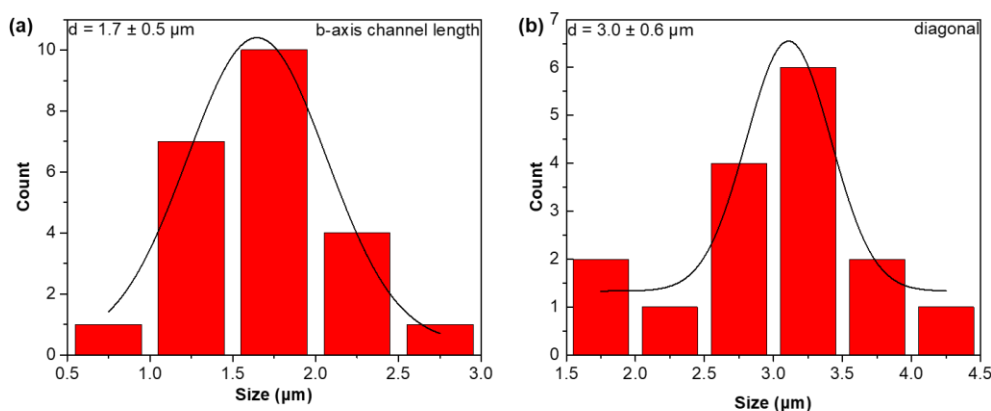 (a)
d = 1.7 ± 0.5 μm
b-axis channel length
10
8
6
4
2
0
Count
0.5 1.0 1.5 2.0 2.5 3.0
Size (μm)
(b)
d = 3.0 ± 0.6 μm
diagonal
7
6
5
4
3
2
1
0
Count
1.5 2.0 2.5 3.0 3.5 4.0 4.5
Size (μm)